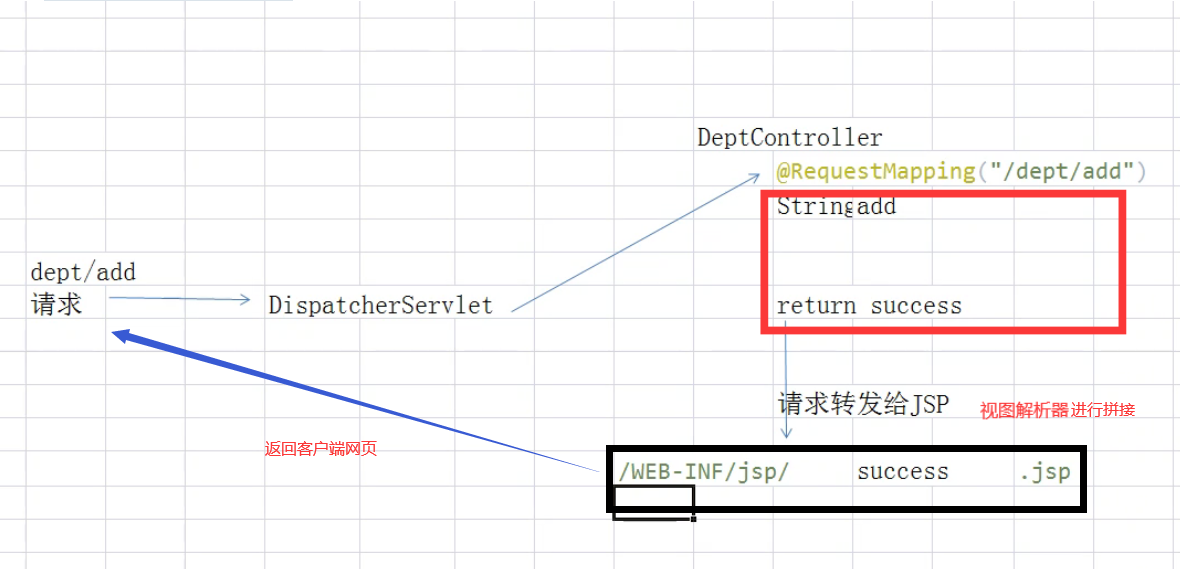 DeptController
@RequestMapping("/dept/add")
Stringadd
dept/add
请求
DispatcherServlet
return success
请求转发给JSP
视图解析器进行拼接
返回客户端网页
/WEB-INF/jsp/ success .jsp